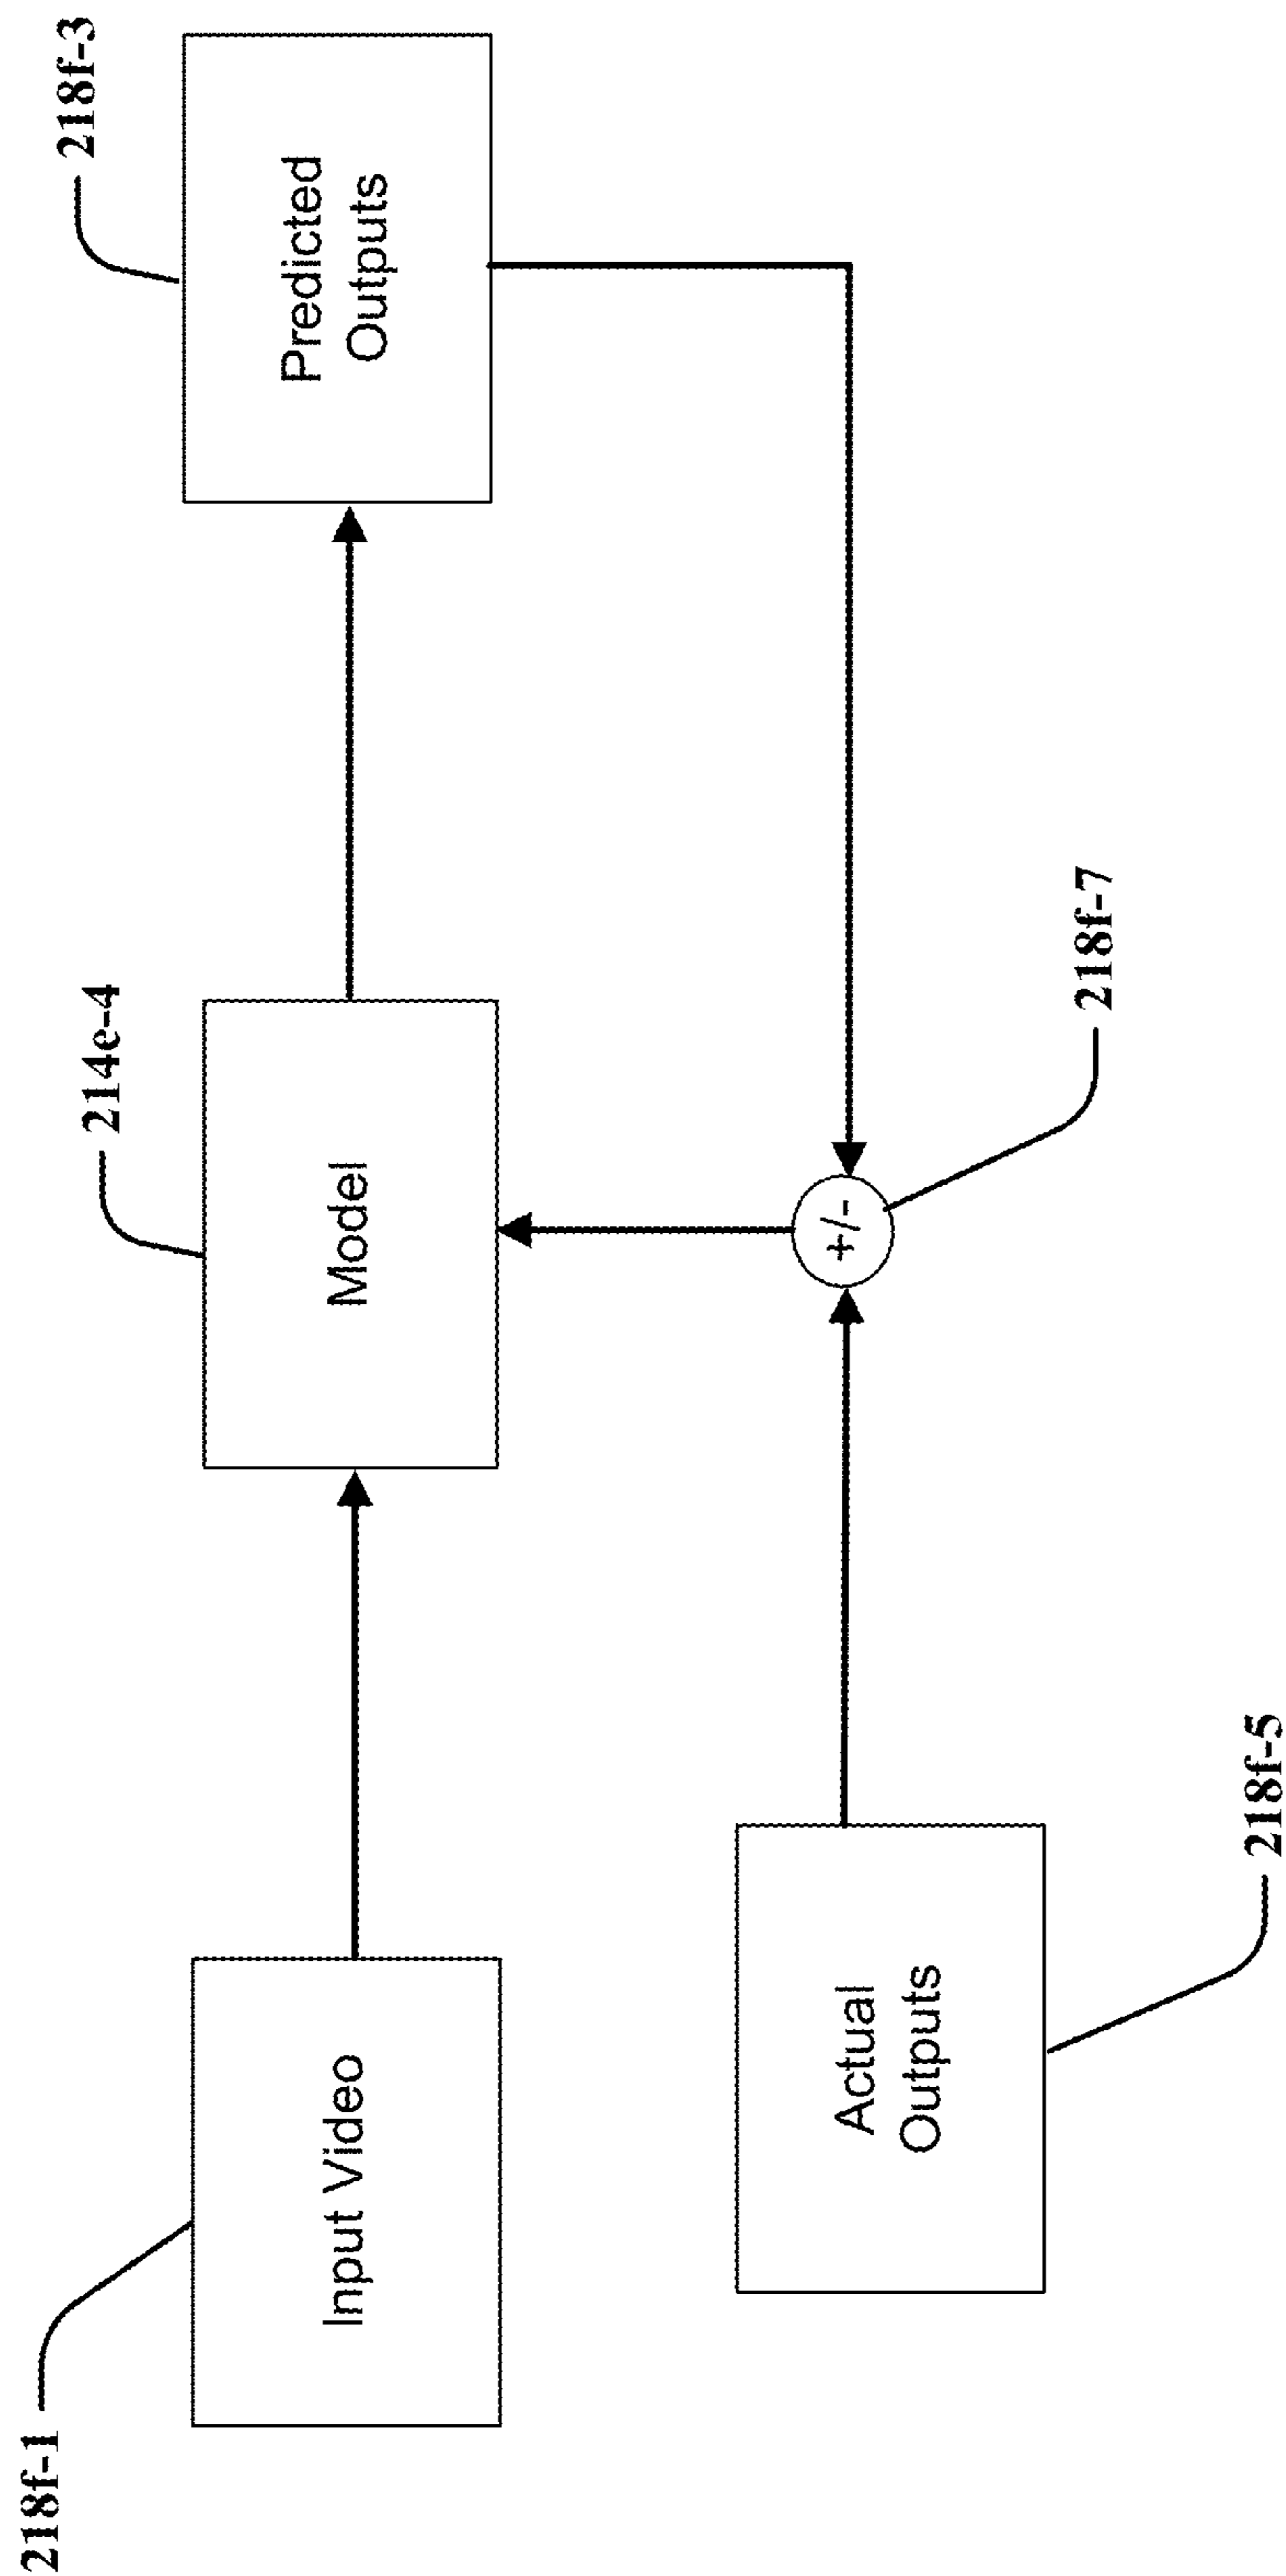 218f-1
214e-4
218f-3
Input Video
Model
Predicted
Outputs
+/-
Actual
Outputs
218f-5
218f-7